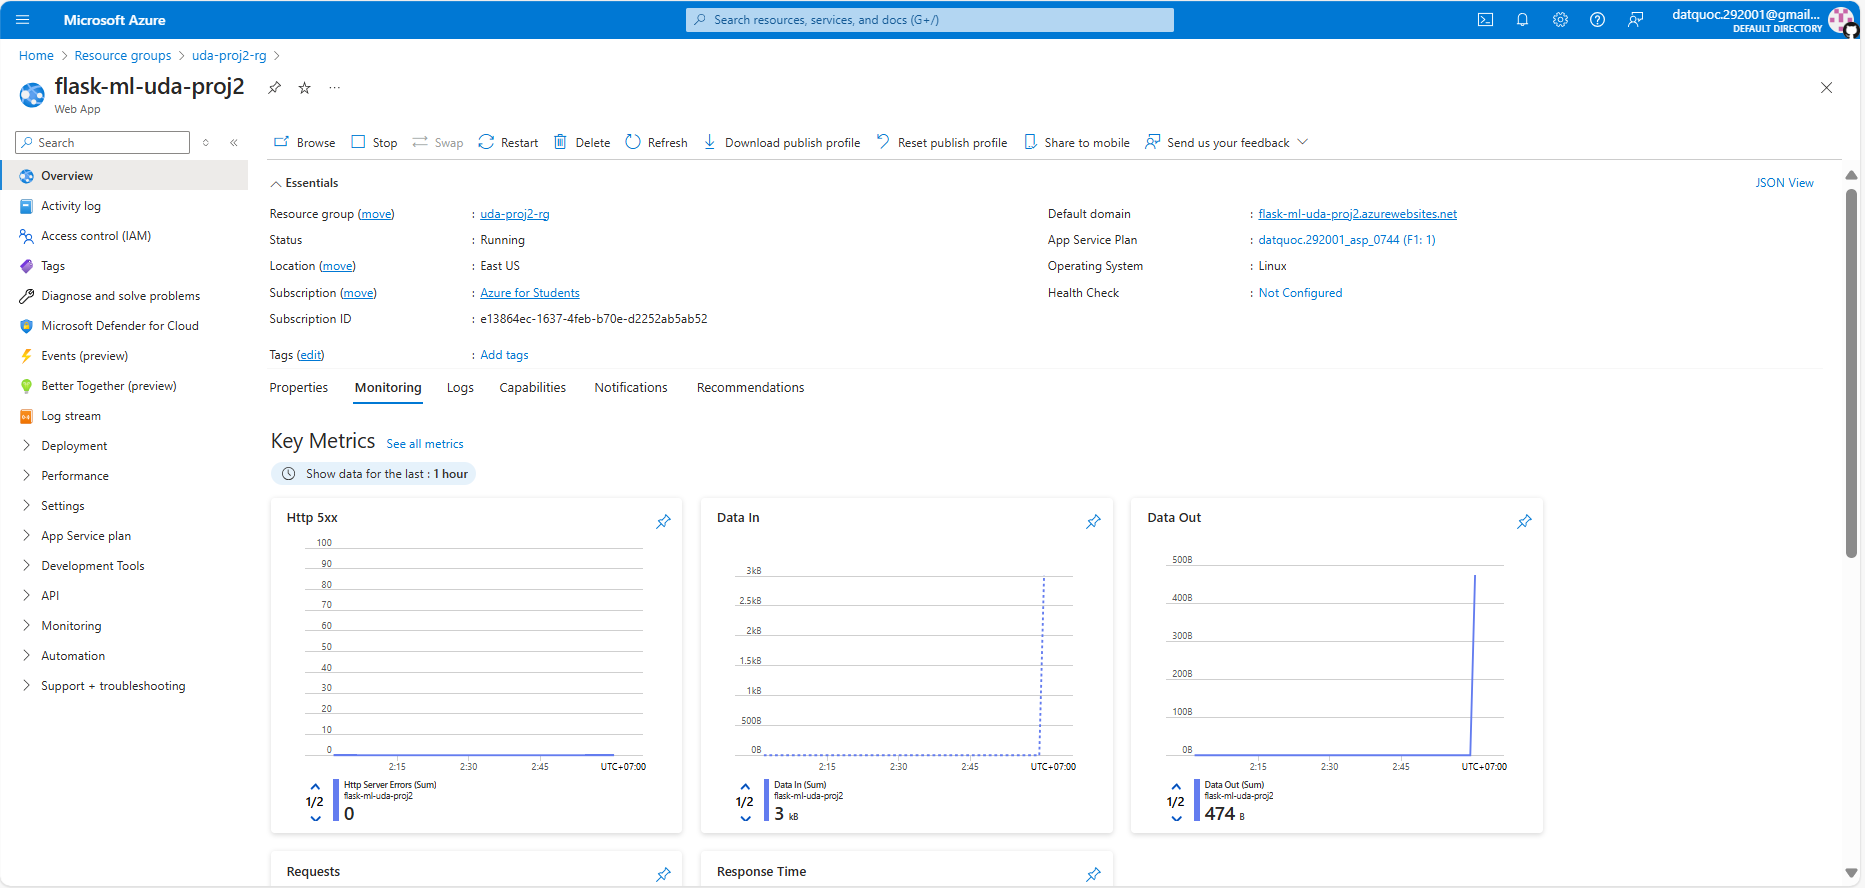 Microsoft Azure
Search resources, services, and docs (G+/)
datquoc.292001@gmail...
DEFAULT DIRECTORY
Home > Resource groups > uda-proj2-rg >
flask-ml-uda-proj2
Web App
Search
Browse Stop Swap Restart Delete Refresh Download publish profile Reset publish profile Share to mobile Send us your feedback
Overview
Activity log
Access control (IAM)
Tags
Diagnose and solve problems
Microsoft Defender for Cloud
Events (preview)
Better Together (preview)
Log stream
Deployment
Performance
Settings
App Service plan
Development Tools
API
Monitoring
Automation
Support + troubleshooting
Essentials
JSON View
Resource group (move) : uda-proj2-rg
Status : Running
Location (move) : East US
Subscription (move) : Azure for Students
Subscription ID : e13864ec-1637-4feb-b70e-d2252ab5ab52
Tags (edit) : Add tags
Default domain : flask-ml-uda-proj2.azurewebsites.net
App Service Plan : datquoc.292001_asp_0744 (F1: 1)
Operating System : Linux
Health Check : Not Configured
Properties Monitoring Logs Capabilities Notifications Recommendations
Key Metrics See all metrics
Show data for the last : 1 hour
Http 5xx
100
90
80
70
60
50
40
30
20
10
0
2:15 2:30 2:45 UTC+07:00
1/2
Http Server Errors (Sum)
flask-ml-uda-proj2
0
Data In
3kB
2.5kB
2kB
1.5kB
1kB
500B
0B
2:15 2:30 2:45 UTC+07:00
1/2
Data In (Sum)
flask-ml-uda-proj2
3 kB
Data Out
500B
400B
300B
200B
100B
0B
2:15 2:30 2:45 UTC+07:00
1/2
Data Out (Sum)
flask-ml-uda-proj2
474 B
Requests
Response Time